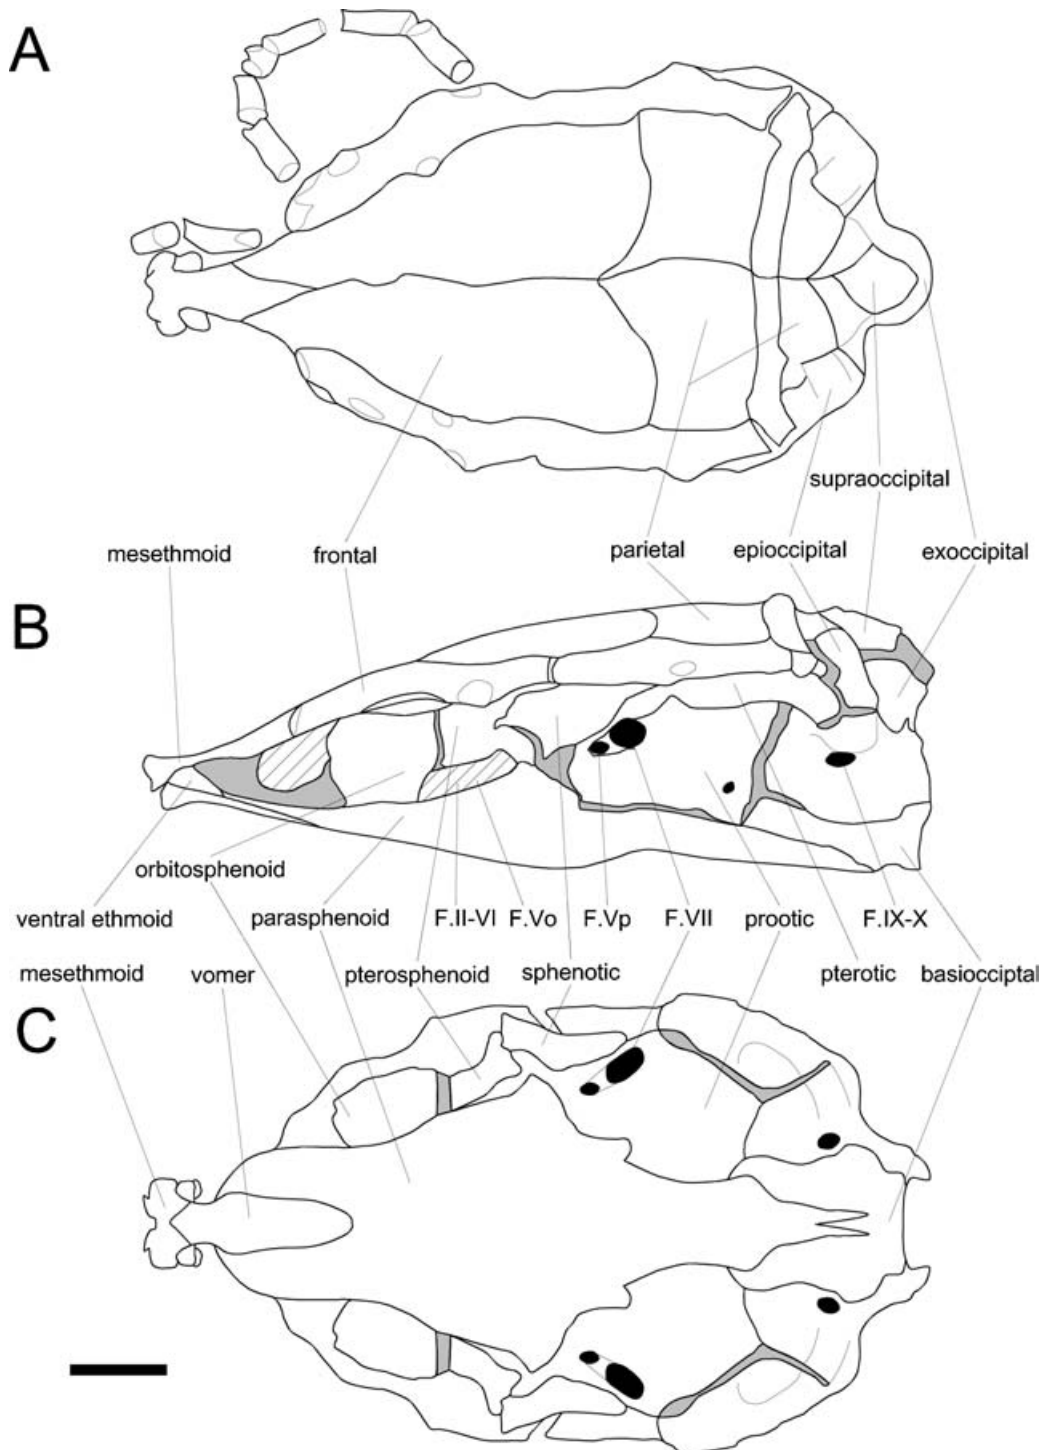 A
supraoccipital
mesethmoid frontal parietal epioccipital exoccipital
B
orbitosphenoid
ventral ethmoid parasphenoid F.II-VI F.Vo F.Vp F.VII prootic F.IX-X
mesethmoid vomer pterosphenoid sphenotic pterotic basiocciptal
C